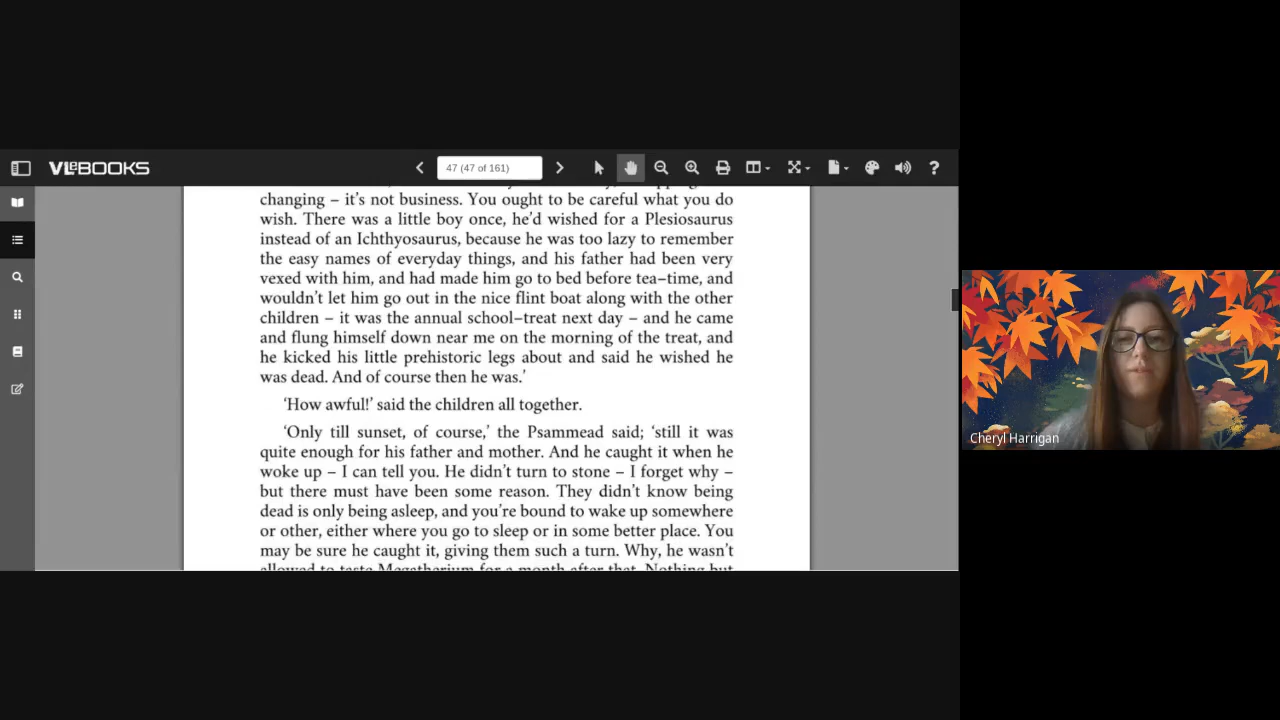 VLeBOOKS
47 (47 of 161)
changing – it's not business. You ought to be careful what you do
wish. There was a little boy once, he'd wished for a Plesiosaurus
instead of an Ichthyosaurus, because he was too lazy to remember
the easy names of everyday things, and his father had been very
vexed with him, and had made him go to bed before tea–time, and
wouldn't let him go out in the nice flint boat along with the other
children – it was the annual school–treat next day – and he came
and flung himself down near me on the morning of the treat, and
he kicked his little prehistoric legs about and said he wished he
was dead. And of course then he was.'
'How awful!' said the children all together.
'Only till sunset, of course,' the Psammead said; 'still it was
quite enough for his father and mother. And he caught it when he
woke up – I can tell you. He didn't turn to stone – I forget why –
but there must have been some reason. They didn't know being
dead is only being asleep, and you're bound to wake up somewhere
or other, either where you go to sleep or in some better place. You
may be sure he caught it, giving them such a turn. Why, he wasn't
allowed to taste Megatherium for a month after that. Nothing but
Cheryl Harrigan